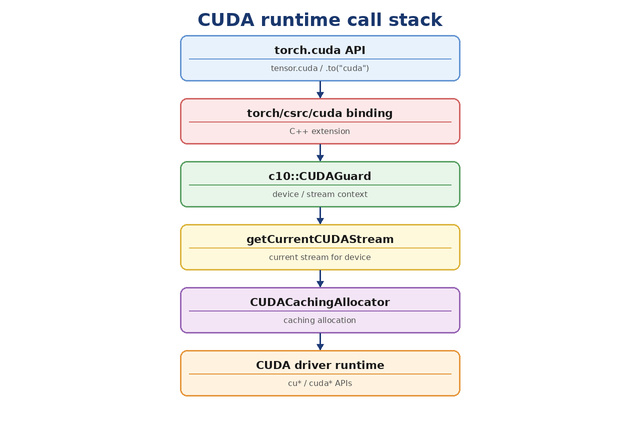 CUDA runtime call stack
torch.cuda API
tensor.cuda / .to("cuda")
torch/csrc/cuda binding
C++ extension
c10::CUDAGuard
device / stream context
getCurrentCUDAStream
current stream for device
CUDACachingAllocator
caching allocation
CUDA driver runtime
cu* / cuda* APIs